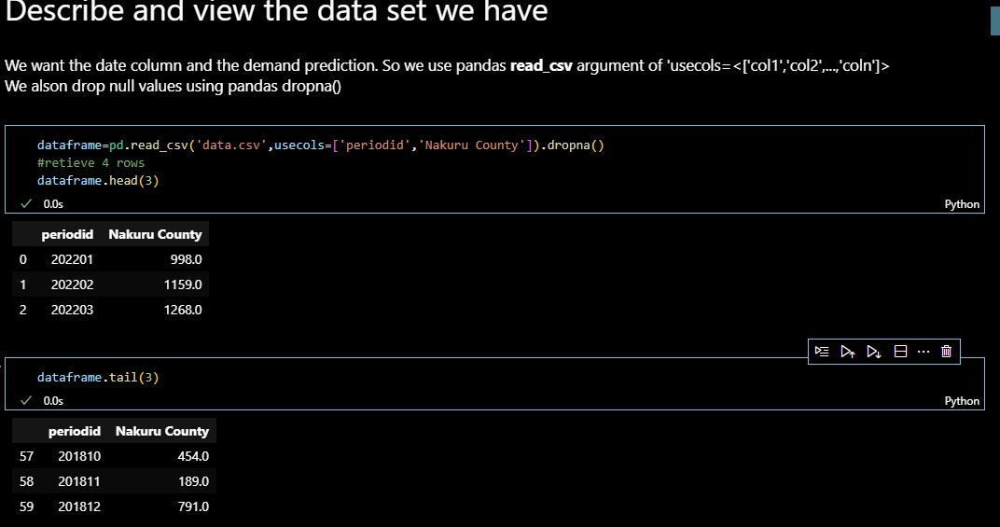 Describe and view the data set we have
We want the date column and the demand prediction. So we use pandas read_csv argument of 'usecols=<['col1','col2',...,'coln']>
We alson drop null values using pandas dropna()
dataframe=pd.read_csv('data.csv',usecols=['periodid','Nakuru County']).dropna()
#retieve 4 rows
dataframe.head(3)
0.0s
Python
periodid Nakuru County
0 202201 998.0
1 202202 1159.0
2 202203 1268.0
dataframe.tail(3)
0.0s
Python
periodid Nakuru County
57 201810 454.0
58 201811 189.0
59 201812 791.0